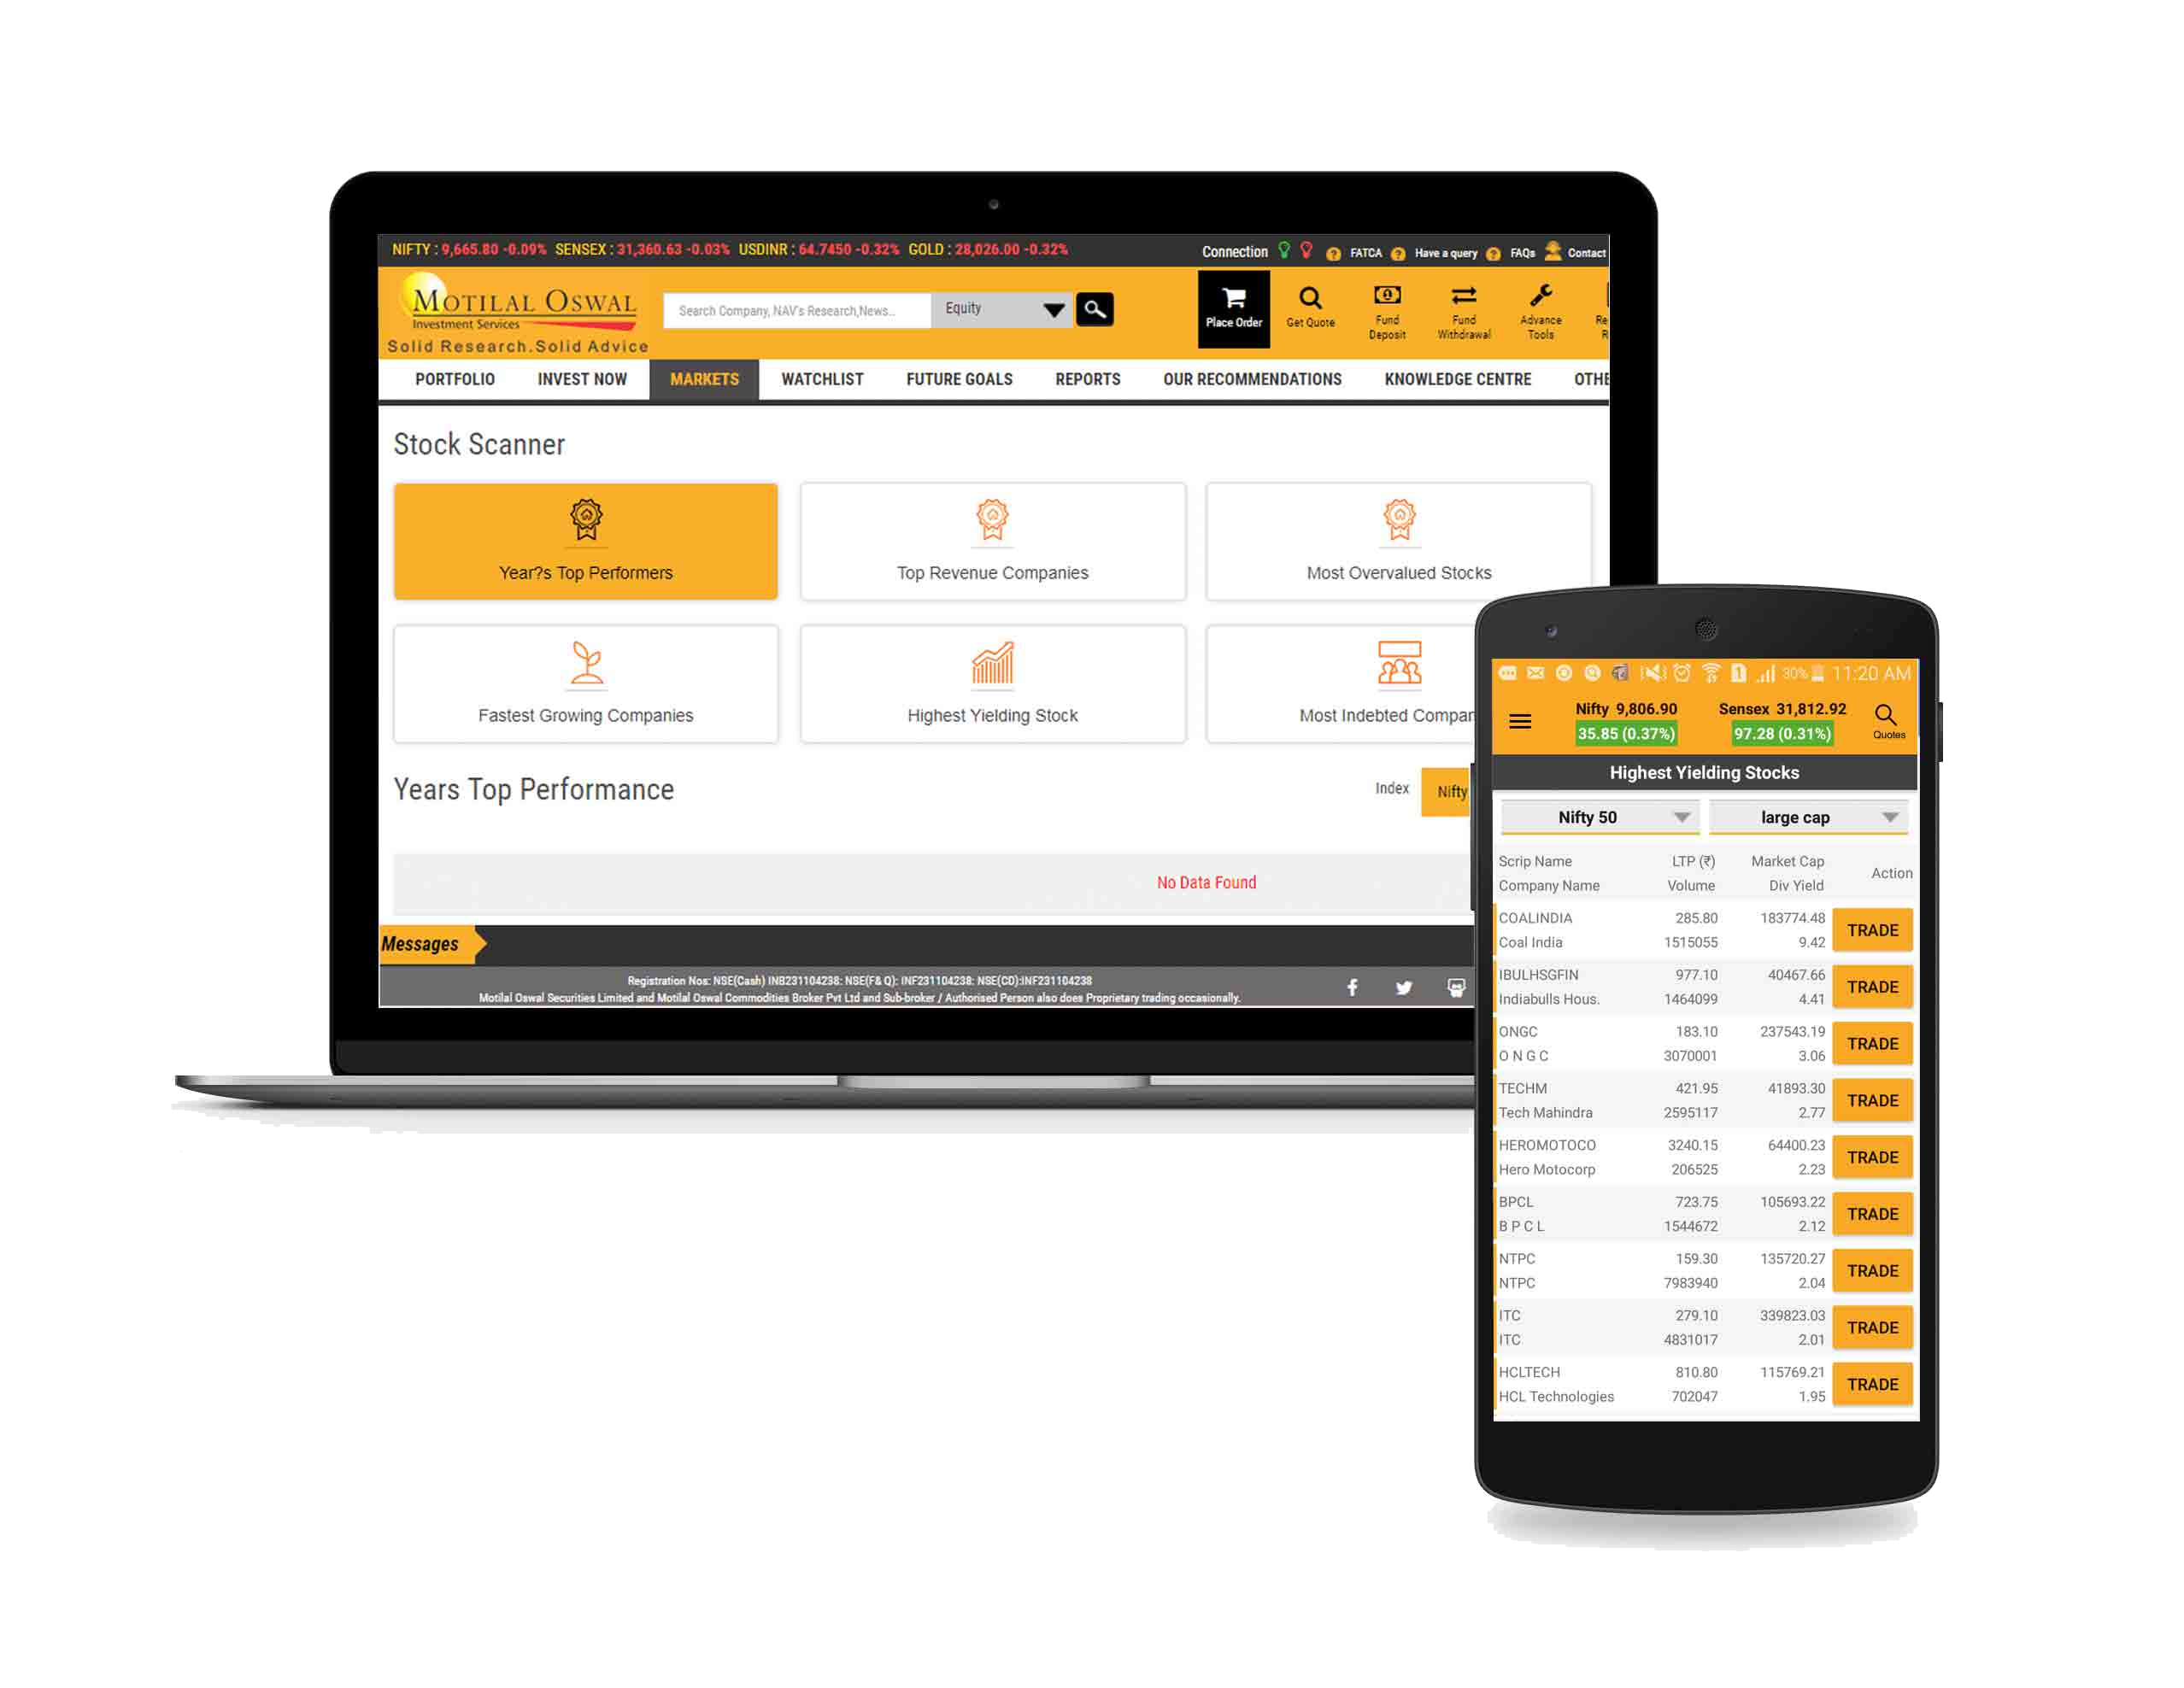 NIFTY : 9,665.80 -0.09% SENSEX : 31,360.63 -0.03% USDINR : 64.7450 -0.32% GOLD : 28,026.00 -0.32%
Connection FATCA Have a query FAQs Contact
MOTILAL OSWAL
Investment Services
Solid Research.Solid Advice
Search Company, NAV's Research,News..
Equity
Place Order
Get Quote
Fund
Deposit
Fund
Withdrawal
Advance
Tools
Re
R
PORTFOLIO INVEST NOW MARKETS WATCHLIST FUTURE GOALS REPORTS OUR RECOMMENDATIONS KNOWLEDGE CENTRE OTHE
Stock Scanner
Year?s Top Performers
Top Revenue Companies
Most Overvalued Stocks
Fastest Growing Companies
Highest Yielding Stock
Most Indebted Compan
Years Top Performance
Index Nifty
No Data Found
Messages
Registration Nos: NSE(Cash) INB231104238: NSE(F& Q): INF231104238: NSE(CD):INF231104238
Motilal Oswal Securities Limited and Motilal Oswal Commodities Broker Pvt Ltd and Sub-broker / Authorised Person also does Proprietary trading occasionally.
1 30% 11:20 AM
Nifty 9,806.90 Sensex 31,812.92
35.85 (0.37%) 97.28 (0.31%)
Quotes
Highest Yielding Stocks
Nifty 50 large cap
Scrip Name LTP (₹) Market Cap
Action
Company Name Volume Div Yield
COALINDIA 285.80 183774.48
TRADE
Coal India 1515055 9.42
IBULHSGFIN 977.10 40467.66
TRADE
Indiabulls Hous. 1464099 4.41
ONGC 183.10 237543.19
TRADE
O N G C 3070001 3.06
TECHM 421.95 41893.30
TRADE
Tech Mahindra 2595117 2.77
HEROMOTOCO 3240.15 64400.23
TRADE
Hero Motocorp 206525 2.23
BPCL 723.75 105693.22
TRADE
B P C L 1544672 2.12
NTPC 159.30 135720.27
TRADE
NTPC 7983940 2.04
ITC 279.10 339823.03
TRADE
ITC 4831017 2.01
HCLTECH 810.80 115769.21
TRADE
HCL Technologies 702047 1.95